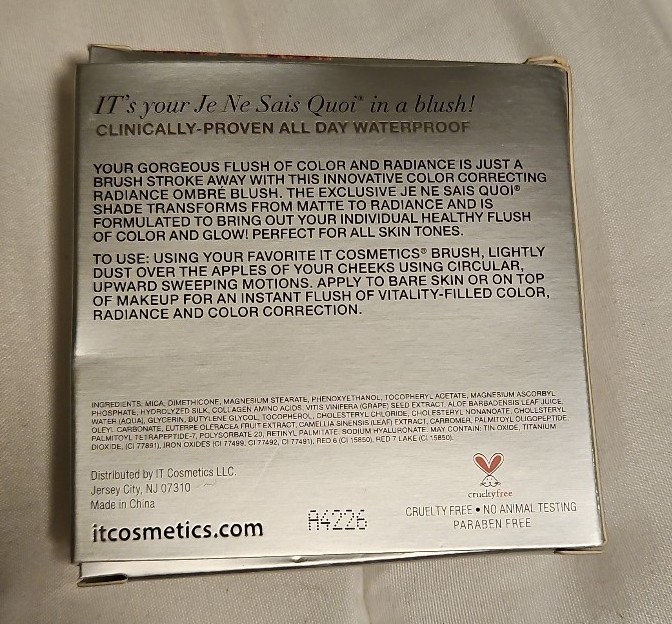 IT's your Je Ne Sais Quoi® in a blush!
CLINICALLY-PROVEN ALL DAY WATERPROOF
YOUR GORGEOUS FLUSH OF COLOR AND RADIANCE IS JUST A
BRUSH STROKE AWAY WITH THIS INNOVATIVE COLOR CORRECTING
RADIANCE OMBRÉ BLUSH. THE EXCLUSIVE JE NE SAIS QUOI®
SHADE TRANSFORMS FROM MATTE TO RADIANCE AND IS
FORMULATED TO BRING OUT YOUR INDIVIDUAL HEALTHY FLUSH
OF COLOR AND GLOW! PERFECT FOR ALL SKIN TONES.
TO USE: USING YOUR FAVORITE IT COSMETICS® BRUSH, LIGHTLY
DUST OVER THE APPLES OF YOUR CHEEKS USING CIRCULAR,
UPWARD SWEEPING MOTIONS. APPLY TO BARE SKIN OR ON TOP
OF MAKEUP FOR AN INSTANT FLUSH OF VITALITY-FILLED COLOR,
RADIANCE AND COLOR CORRECTION.
INGREDIENTS: MICA, DIMETHICONE, MAGNESIUM STEARATE, PHENOXYETHANOL, TOCOPHERYL ACETATE, MAGNESIUM ASCORBYL
PHOSPHATE, HYDROLYZED SILK, COLLAGEN AMINO ACIDS, VITIS VINIFERA (GRAPE) SEED EXTRACT, ALOE BARBADENSIS LEAF JUICE,
WATER (AQUA), GLYCERIN, BUTYLENE GLYCOL, TOCOPHEROL, CHOLESTERYL CHLORIDE, CHOLESTERYL NONANOATE, CHOLESTERYL
OLEYL CARBONATE, EUTERPE OLERACEA FRUIT EXTRACT, CAMELLIA SINENSIS (LEAF) EXTRACT, CARBOMER, PALMITOYL OLIGOPEPTIDE,
PALMITOYL TETRAPEPTIDE-7, POLYSORBATE 20, RETINYL PALMITATE, SODIUM HYALURONATE. MAY CONTAIN: TIN OXIDE, TITANIUM
DIOXIDE, (CI 77891), IRON OXIDES (CI 77499, CI 77492, CI 77491), RED 6 (CI 15850), RED 7 LAKE (CI 15850).
Distributed by IT Cosmetics LLC.
Jersey City, NJ 07310
Made in China
itcosmetics.com
A4226
crueltyfree
CRUELTY FREE • NO ANIMAL TESTING
PARABEN FREE